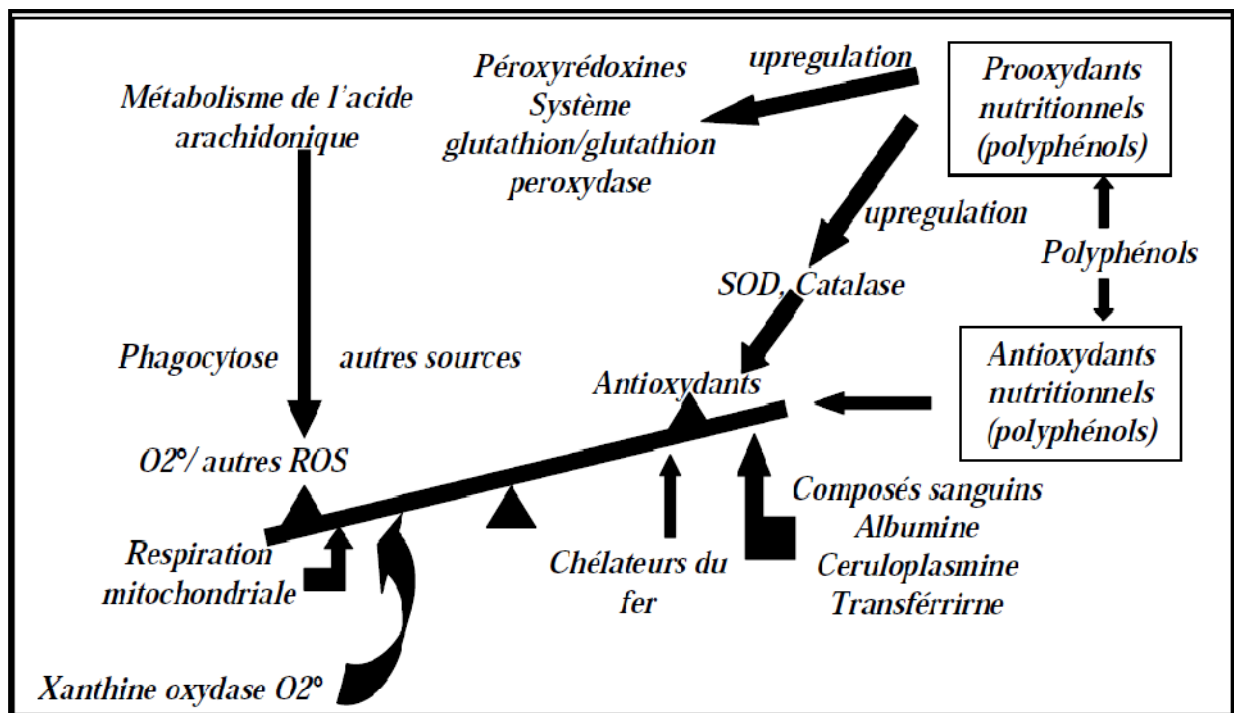 Métabolisme de l'acide
arachidonique
Péroxyrédoxines
Système
glutathion/glutathion
peroxydase
upregulation
Prooxydants
nutritionnels
(polyphénols)
upregulation
Polyphénols
SOD, Catalase
Phagocytose
autres sources
Antioxydants
Antioxydants
nutritionnels
(polyphénols)
O2°/ autres ROS
Respiration
mitochondriale
Chélateurs du
fer
Composés sanguins
Albumine
Ceruloplasmine
Transférrirne
Xanthine oxydase O2°